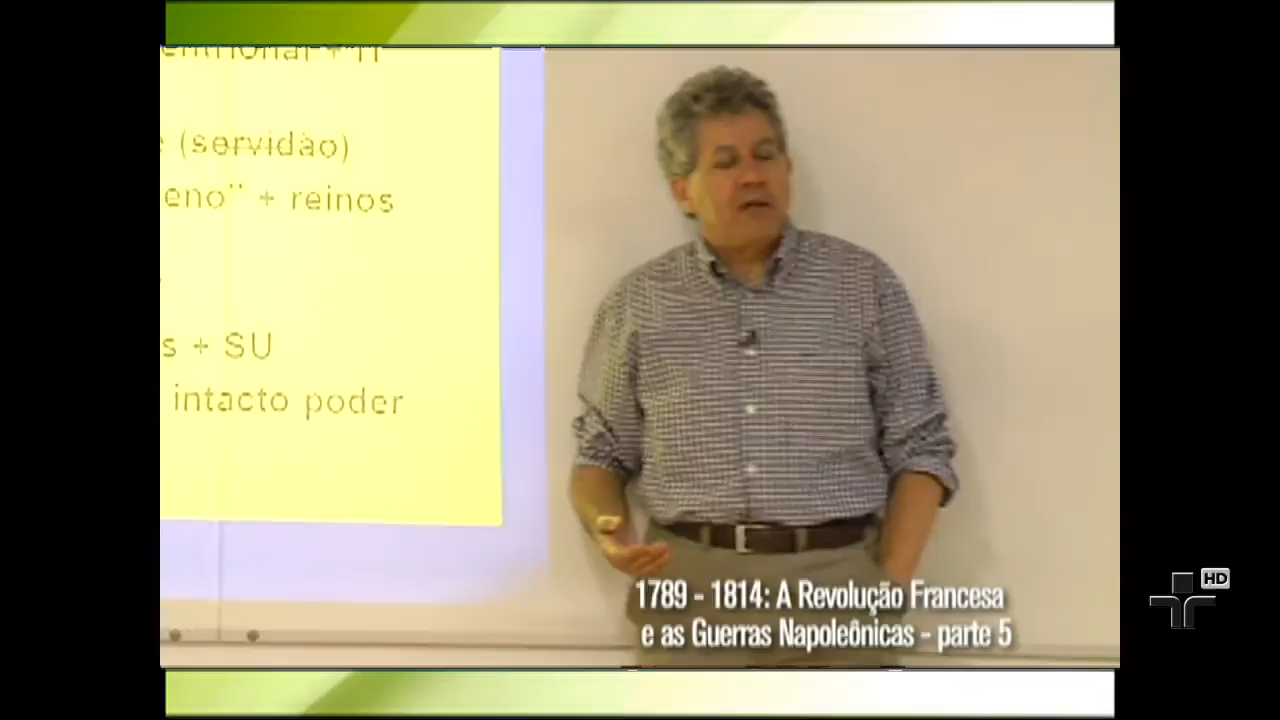 (servidão)
eno" + reinos
s + SU
intacto poder
1789 - 1814: A Revolução Francesa
e as Guerras Napoleônicas - parte 5
HD